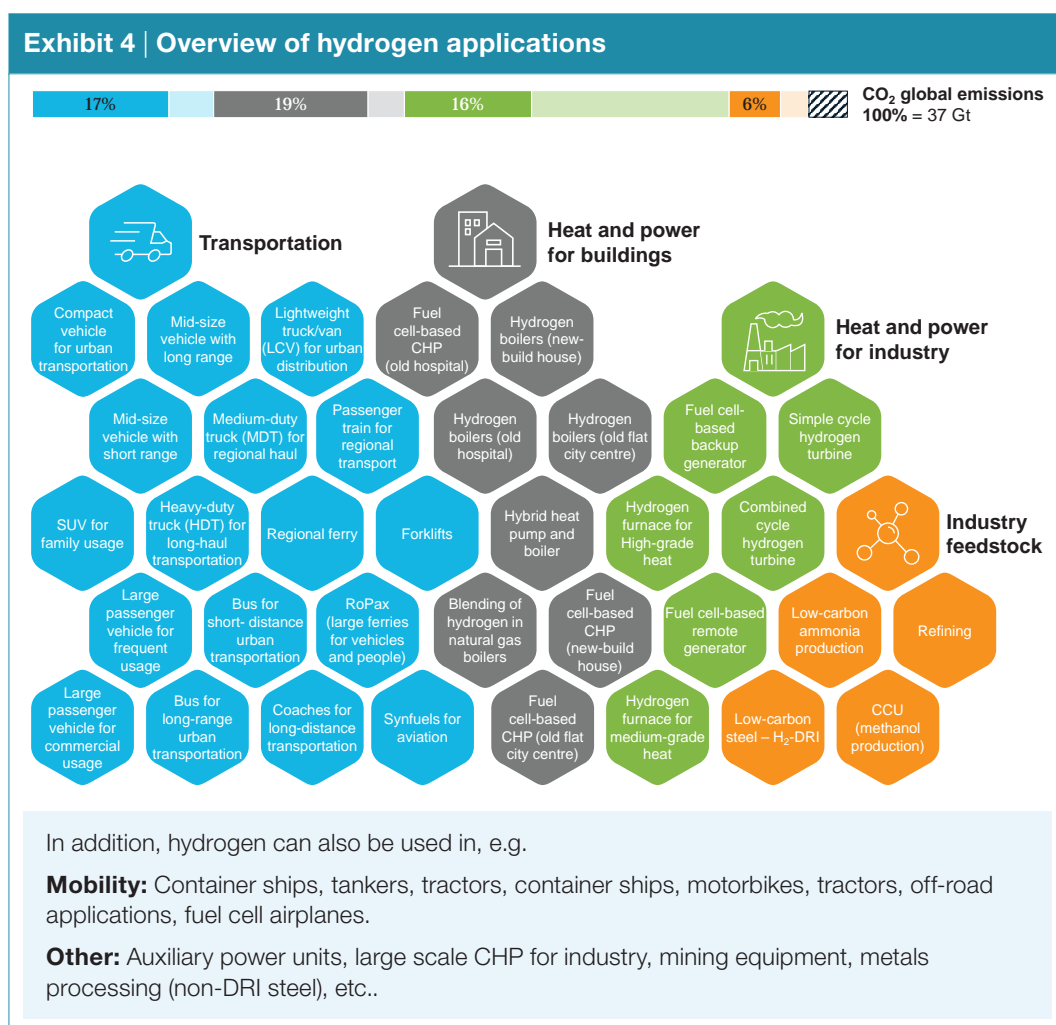 Exhibit 4 | Overview of hydrogen applications
17%
19%
16%
6%
CO₂ global emissions
100% = 37 Gt
Transportation
Heat and power
for buildings
Compact
vehicle
for urban
transportation
Mid-size
vehicle with
long range
Lightweight
truck/van
(LCV) for urban
distribution
Fuel
cell-based
CHP
(old hospital)
Hydrogen
boilers (new-
build house)
Heat and power
for industry
Mid-size
vehicle with
short range
Medium-duty
truck (MDT) for
regional haul
Passenger
train for
regional
transport
Hydrogen
boilers (old
hospital)
Hydrogen
boilers (old flat
city centre)
Fuel cell-
based
backup
generator
Simple cycle
hydrogen
turbine
SUV for
family usage
Heavy-duty
truck (HDT) for
long-haul
transportation
Regional ferry
Forklifts
Hybrid heat
pump and
boiler
Hydrogen
furnace for
High-grade
heat
Combined
cycle
hydrogen
turbine
Industry
feedstock
Large
passenger
vehicle for
frequent
usage
Bus for
short- distance
urban
transportation
RoPax
(large ferries
for vehicles
and people)
Blending of
hydrogen in
natural gas
boilers
Fuel
cell-based
CHP
(new-build
house)
Fuel cell-based
remote
generator
Low-carbon
ammonia
production
Refining
Large
passenger
vehicle for
commercial
usage
Bus for
long-range
urban
transportation
Coaches for
long-distance
transportation
Synfuels for
aviation
Fuel
cell-based
CHP (old flat
city centre)
Hydrogen
furnace for
medium-grade
heat
Low-carbon
steel – H₂-DRI
CCU
(methanol
production)
In addition, hydrogen can also be used in, e.g.
Mobility: Container ships, tankers, tractors, container ships, motorbikes, tractors, off-road
applications, fuel cell airplanes.
Other: Auxiliary power units, large scale CHP for industry, mining equipment, metals
processing (non-DRI steel), etc..